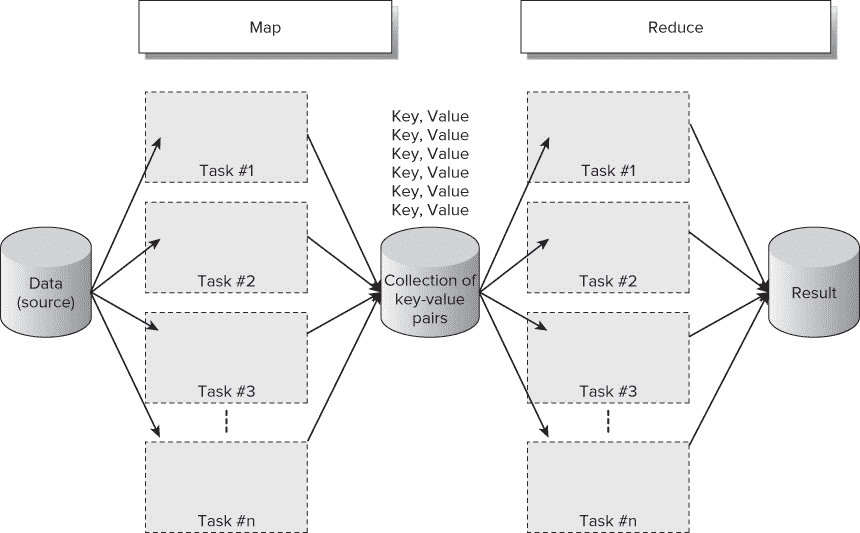 Map
Reduce
Key, Value
Key, Value
Key, Value
Key, Value
Key, Value
Key, Value
Task #1
Task #1
Task #2
Task #2
Data
(source)
Collection of
key-value
pairs
Result
Task #3
Task #3
Task #n
Task #n